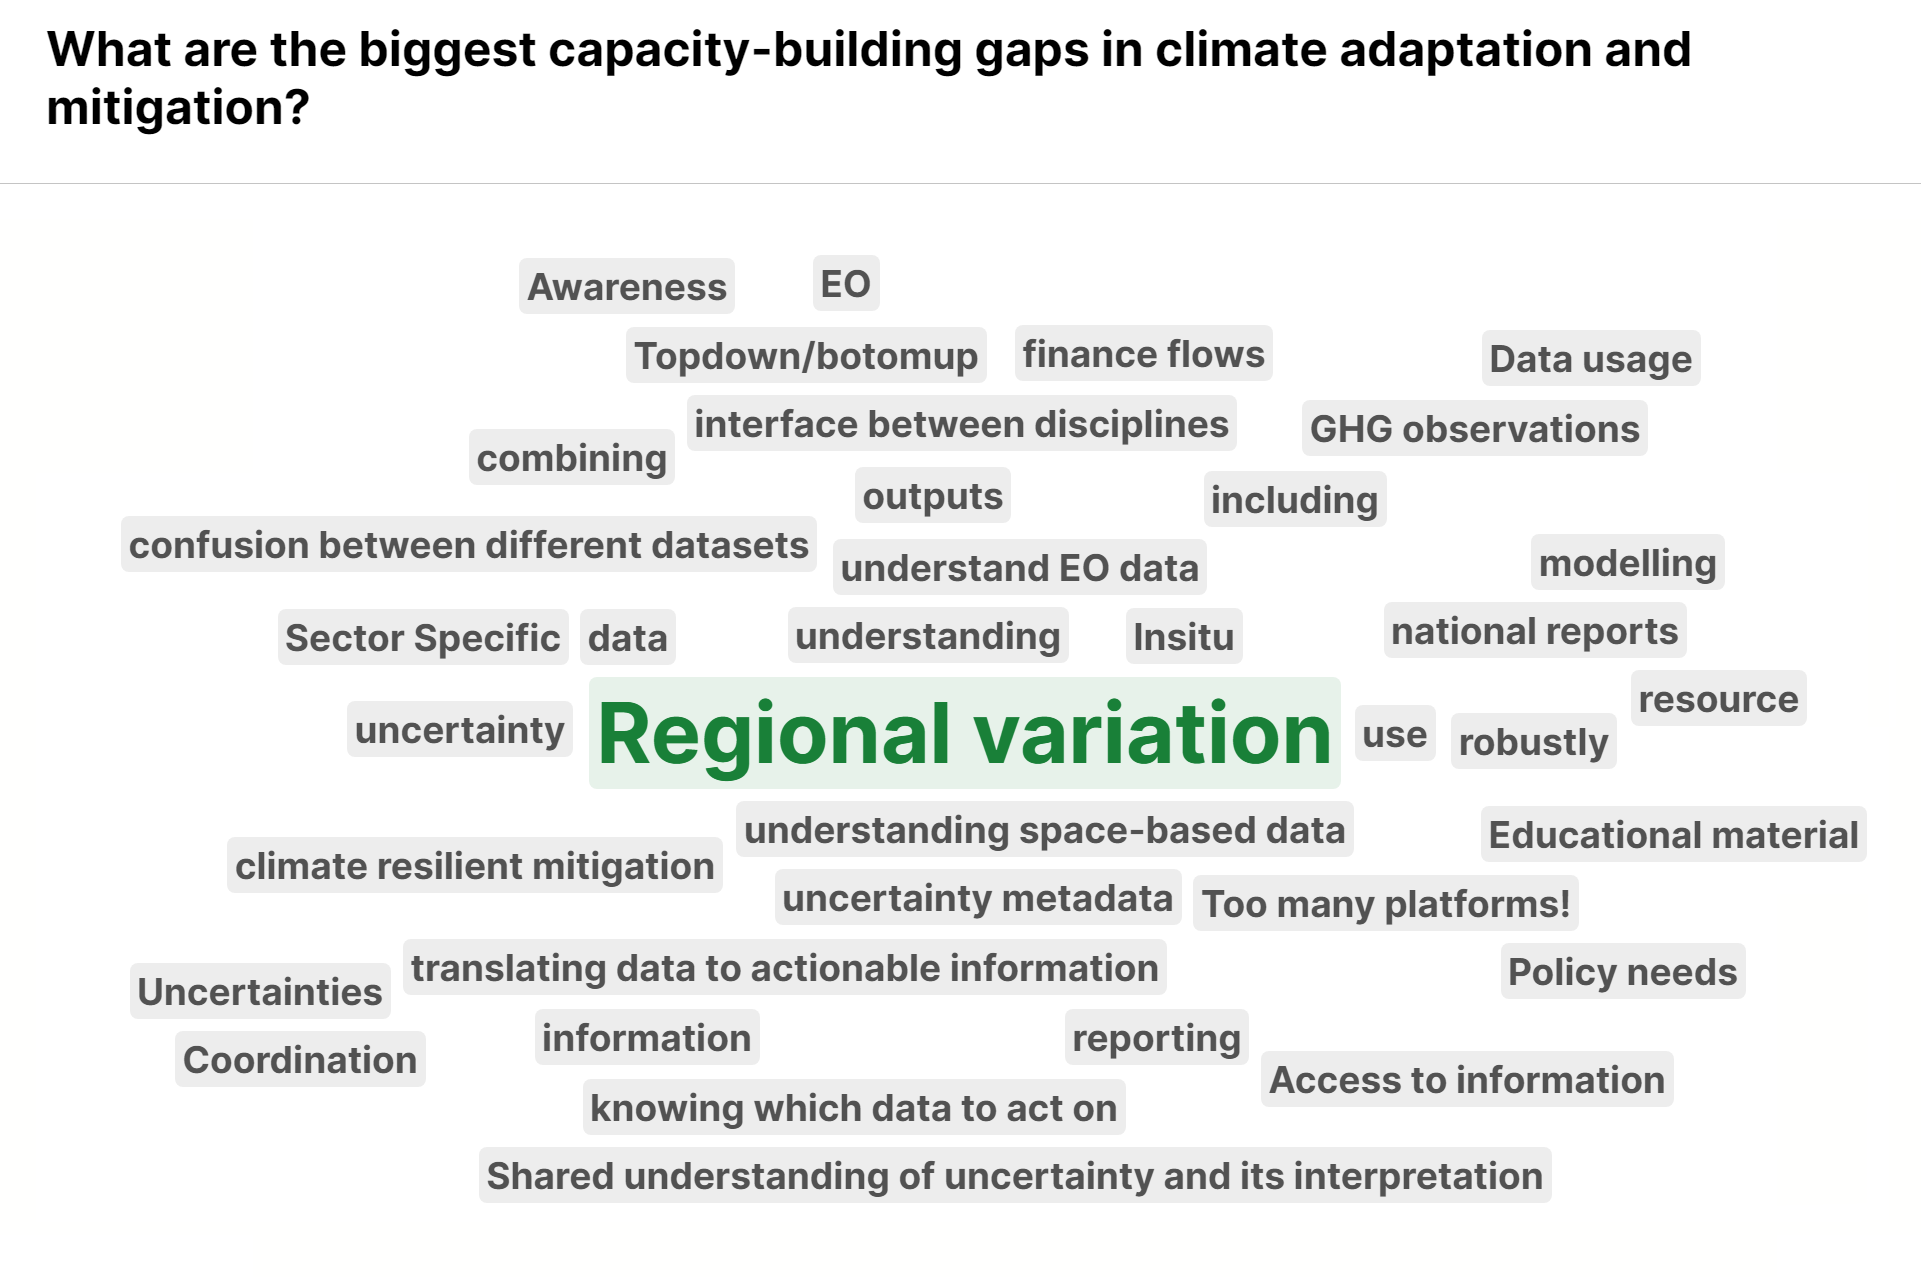 What are the biggest capacity-building gaps in climate adaptation and
mitigation?
Awareness
EO
Topdown/botomup
finance flows
Data usage
interface between disciplines
GHG observations
combining
outputs
including
confusion between different datasets
understand EO data
modelling
Sector Specific
data
understanding
Insitu
national reports
resource
uncertainty
Regional variation
use
robustly
understanding space-based data
Educational material
climate resilient mitigation
uncertainty metadata
Too many platforms!
translating data to actionable information
Policy needs
Uncertainties
information
reporting
Coordination
Access to information
knowing which data to act on
Shared understanding of uncertainty and its interpretation